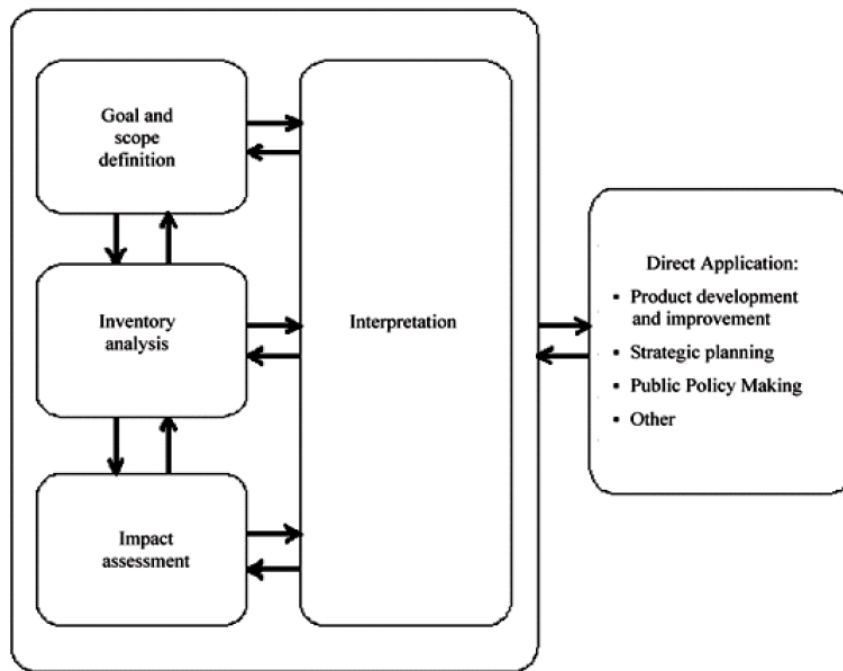 Goal and
scope
definition
Inventory
analysis
Impact
assessment
Interpretation
Direct Application:
▪ Product development
and improvement
▪ Strategic planning
▪ Public Policy Making
▪ Other